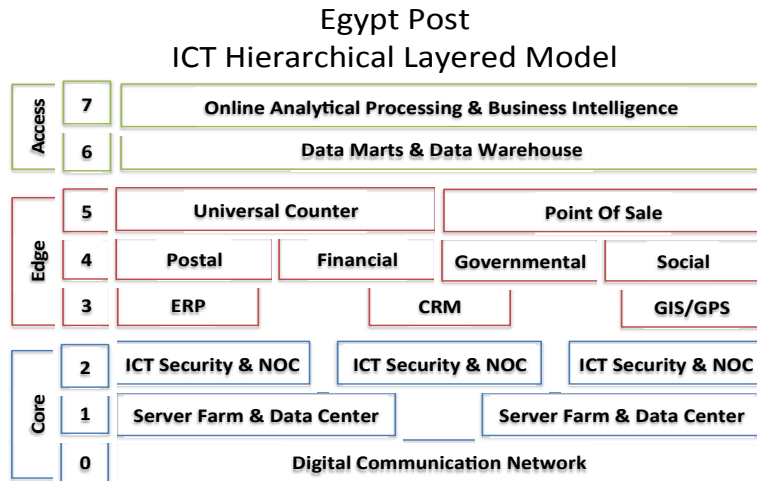 Egypt Post
ICT Hierarchical Layered Model
Access
7 Online Analytical Processing & Business Intelligence
6 Data Marts & Data Warehouse
Edge
5 Universal Counter Point Of Sale
4 Postal Financial Governmental Social
3 ERP CRM GIS/GPS
Core
2 ICT Security & NOC ICT Security & NOC ICT Security & NOC
1 Server Farm & Data Center Server Farm & Data Center
0 Digital Communication Network